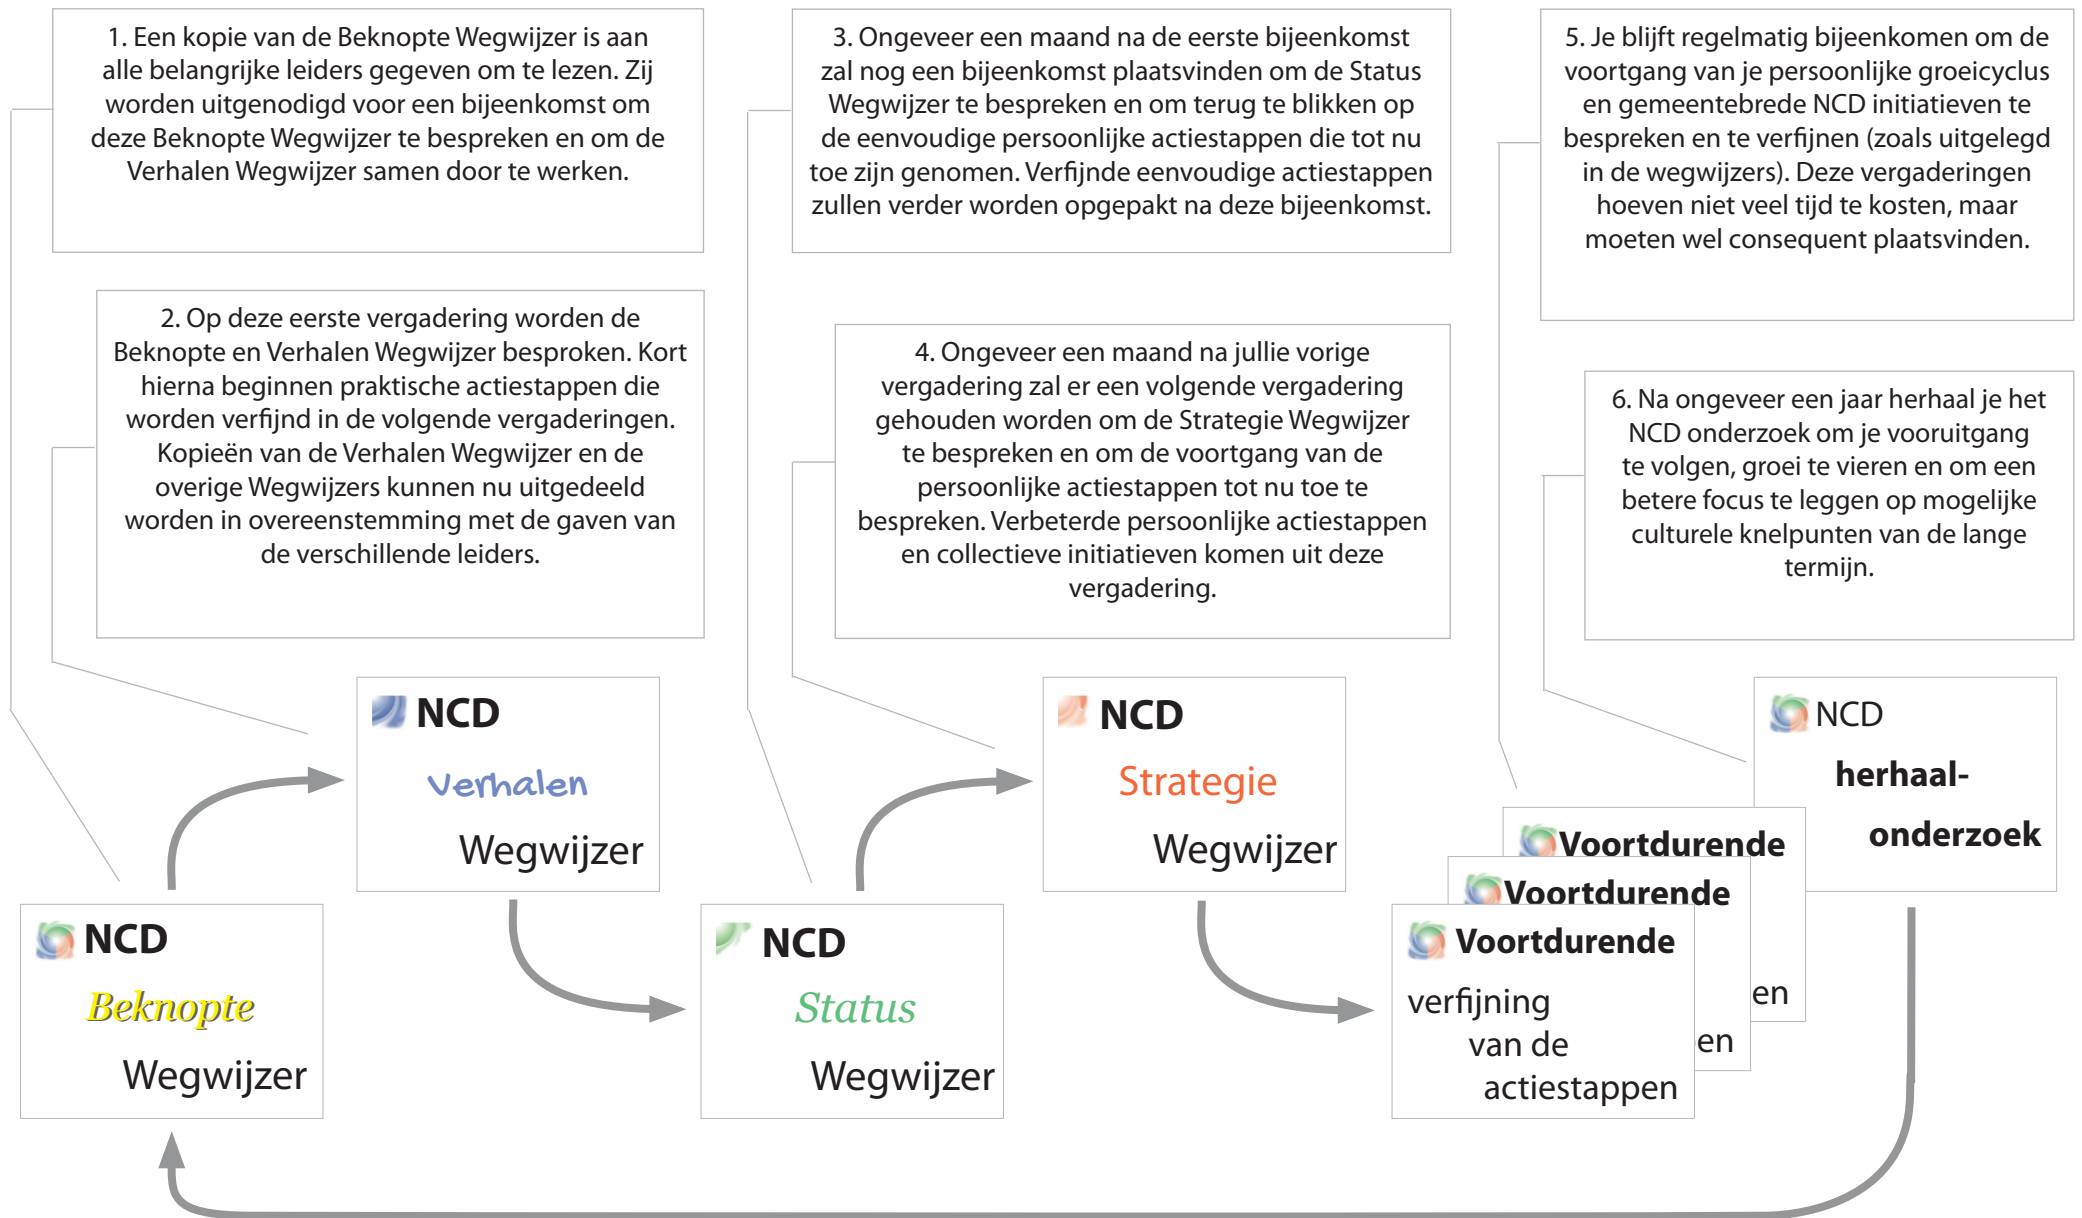 1. Een kopie van de Beknopte Wegwijzer is aan
alle belangrijke leiders gegeven om te lezen. Zij
worden uitgenodigd voor een bijeenkomst om
deze Beknopte Wegwijzer te bespreken en om de
Verhalen Wegwijzer samen door te werken.
2. Op deze eerste vergadering worden de
Beknopte en Verhalen Wegwijzer besproken. Kort
hierna beginnen praktische actiestappen die
worden verfijnd in de volgende vergaderingen.
Kopieën van de Verhalen Wegwijzer en de
overige Wegwijzers kunnen nu uitgedeeld
worden in overeenstemming met de gaven van
de verschillende leiders.
3. Ongeveer een maand na de eerste bijeenkomst
zal nog een bijeenkomst plaatsvinden om de Status
Wegwijzer te bespreken en om terug te blikken op
de eenvoudige persoonlijke actiestappen die tot nu
toe zijn genomen. Verfijnde eenvoudige actiestappen
zullen verder worden opgepakt na deze bijeenkomst.
4. Ongeveer een maand na jullie vorige
vergadering zal er een volgende vergadering
gehouden worden om de Strategie Wegwijzer
te bespreken en om de voortgang van de
persoonlijke actiestappen tot nu toe te
bespreken. Verbeterde persoonlijke actiestappen
en collectieve initiatieven komen uit deze
vergadering.
5. Je blijft regelmatig bijeenkomen om de
voortgang van je persoonlijke groeicyclus
en gemeentebrede NCD initiatieven te
bespreken en te verfijnen (zoals uitgelegd
in de wegwijzers). Deze vergaderingen
hoeven niet veel tijd te kosten, maar
moeten wel consequent plaatsvinden.
6. Na ongeveer een jaar herhaal je het
NCD onderzoek om je vooruitgang
te volgen, groei te vieren en om een
betere focus te leggen op mogelijke
culturele knelpunten van de lange
termijn.
NCD
Beknopte
Wegwijzer
NCD
Verhalen
Wegwijzer
NCD
Status
Wegwijzer
NCD
Strategie
Wegwijzer
Voortdurende
verfijning
van de
actiestappen
Voortdurende
en
Voortdurende
en
NCD
herhaal-
onderzoek